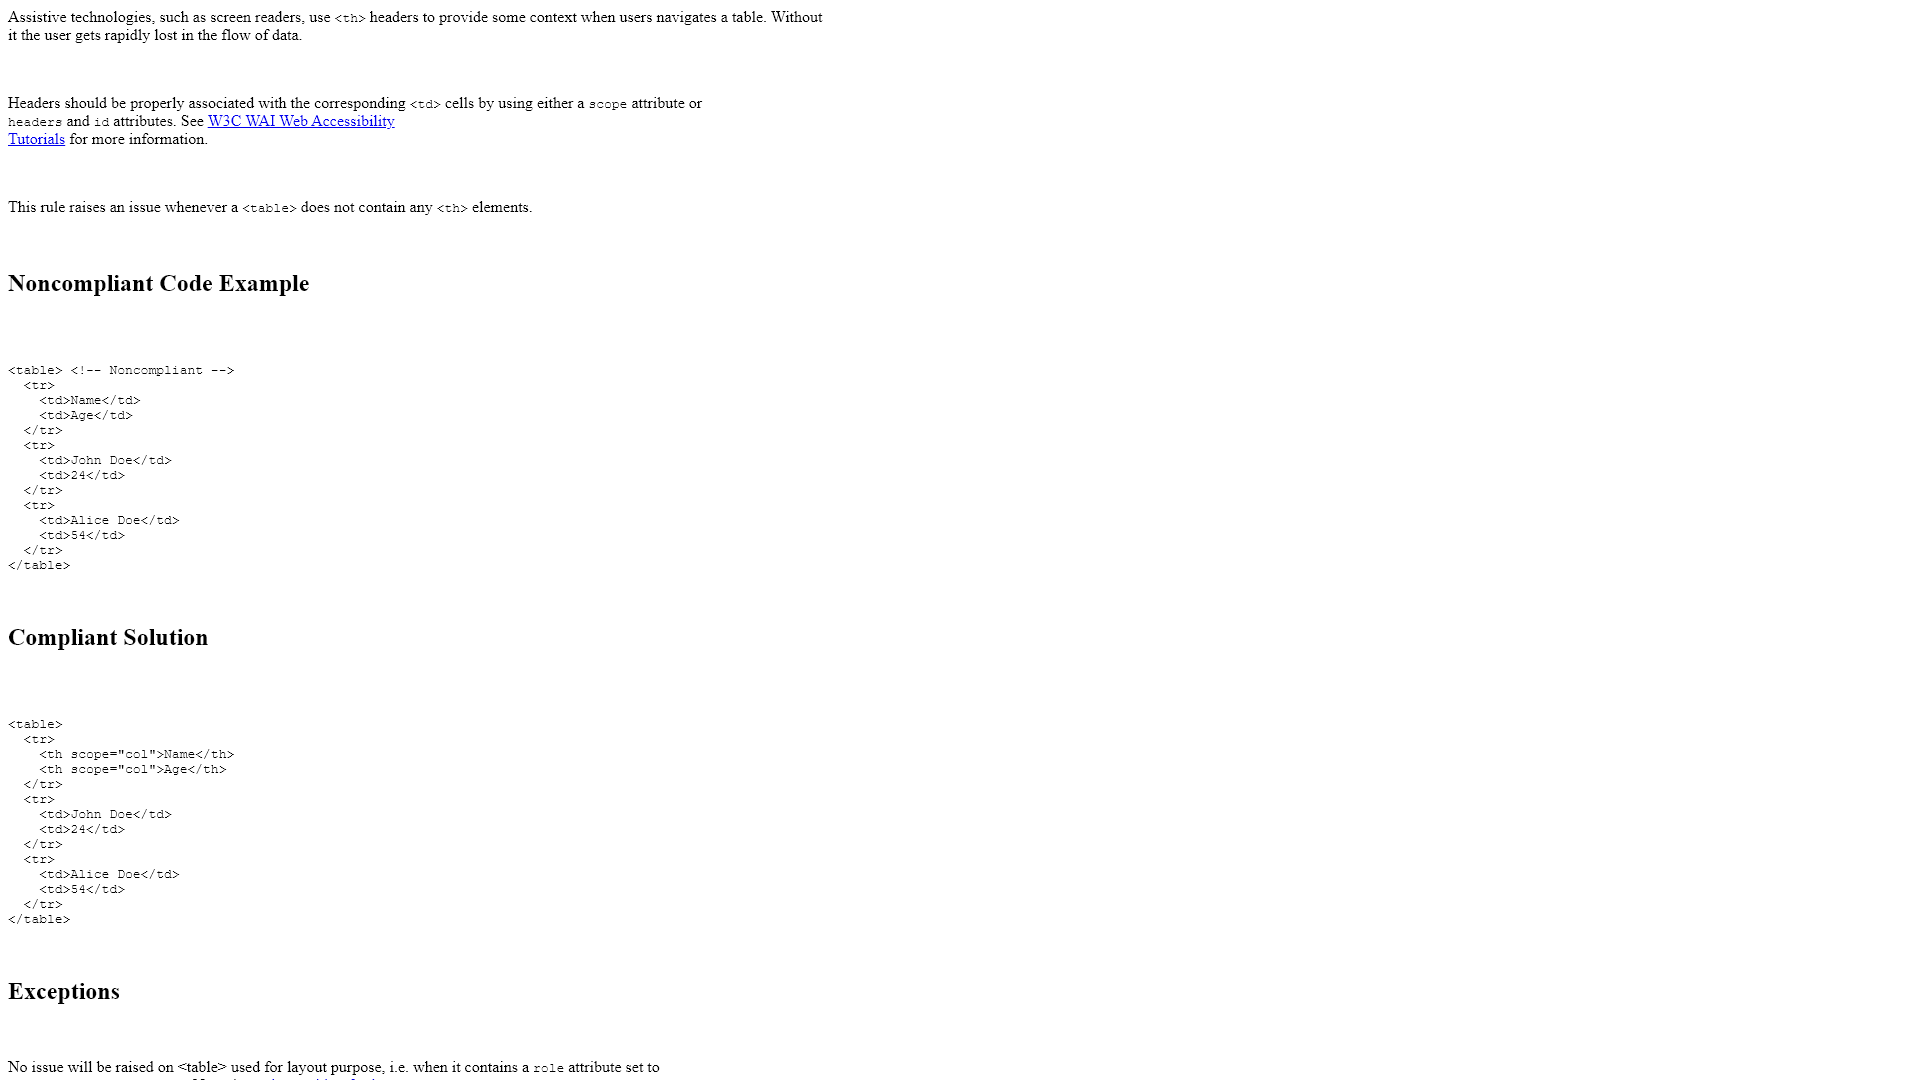 Assistive technologies, such as screen readers, use <th> headers to provide some context when users navigates a table. Without
it the user gets rapidly lost in the flow of data.
Headers should be properly associated with the corresponding <td> cells by using either a scope attribute or
headers and id attributes. See W3C WAI Web Accessibility
Tutorials for more information.
This rule raises an issue whenever a <table> does not contain any <th> elements.
Noncompliant Code Example
<table> <!-- Noncompliant -->
  <tr>
    <td>Name</td>
    <td>Age</td>
  </tr>
  <tr>
    <td>John Doe</td>
    <td>24</td>
  </tr>
  <tr>
    <td>Alice Doe</td>
    <td>54</td>
  </tr>
</table>
Compliant Solution
<table>
  <tr>
    <th scope="col">Name</th>
    <th scope="col">Age</th>
  </tr>
  <tr>
    <td>John Doe</td>
    <td>24</td>
  </tr>
  <tr>
    <td>Alice Doe</td>
    <td>54</td>
  </tr>
</table>
Exceptions
No issue will be raised on <table> used for layout purpose, i.e. when it contains a role attribute set to